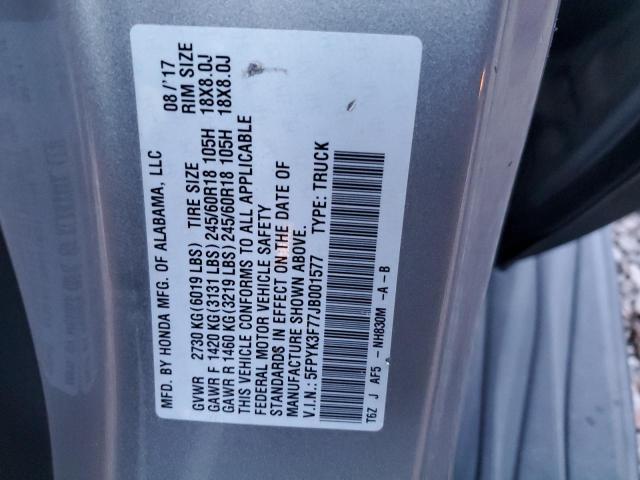 MFD. BY HONDA MFG. OF ALABAMA, LLC 08/'17
GVWR 2730 KG(6019 LBS) TIRE SIZE RIM SIZE
GAWR F 1420 KG(3131 LBS) 245/60R18 105H 18X8.0J
GAWR R 1460 KG(3219 LBS) 245/60R18 105H 18X8.0J
THIS VEHICLE CONFORMS TO ALL APPLICABLE
FEDERAL MOTOR VEHICLE SAFETY
STANDARDS IN EFFECT ON THE DATE OF
MANUFACTURE SHOWN ABOVE.
V.I.N.: 5FPYK3F77JB001577 TYPE: TRUCK
T6Z J AF5 - NH830M -A - B